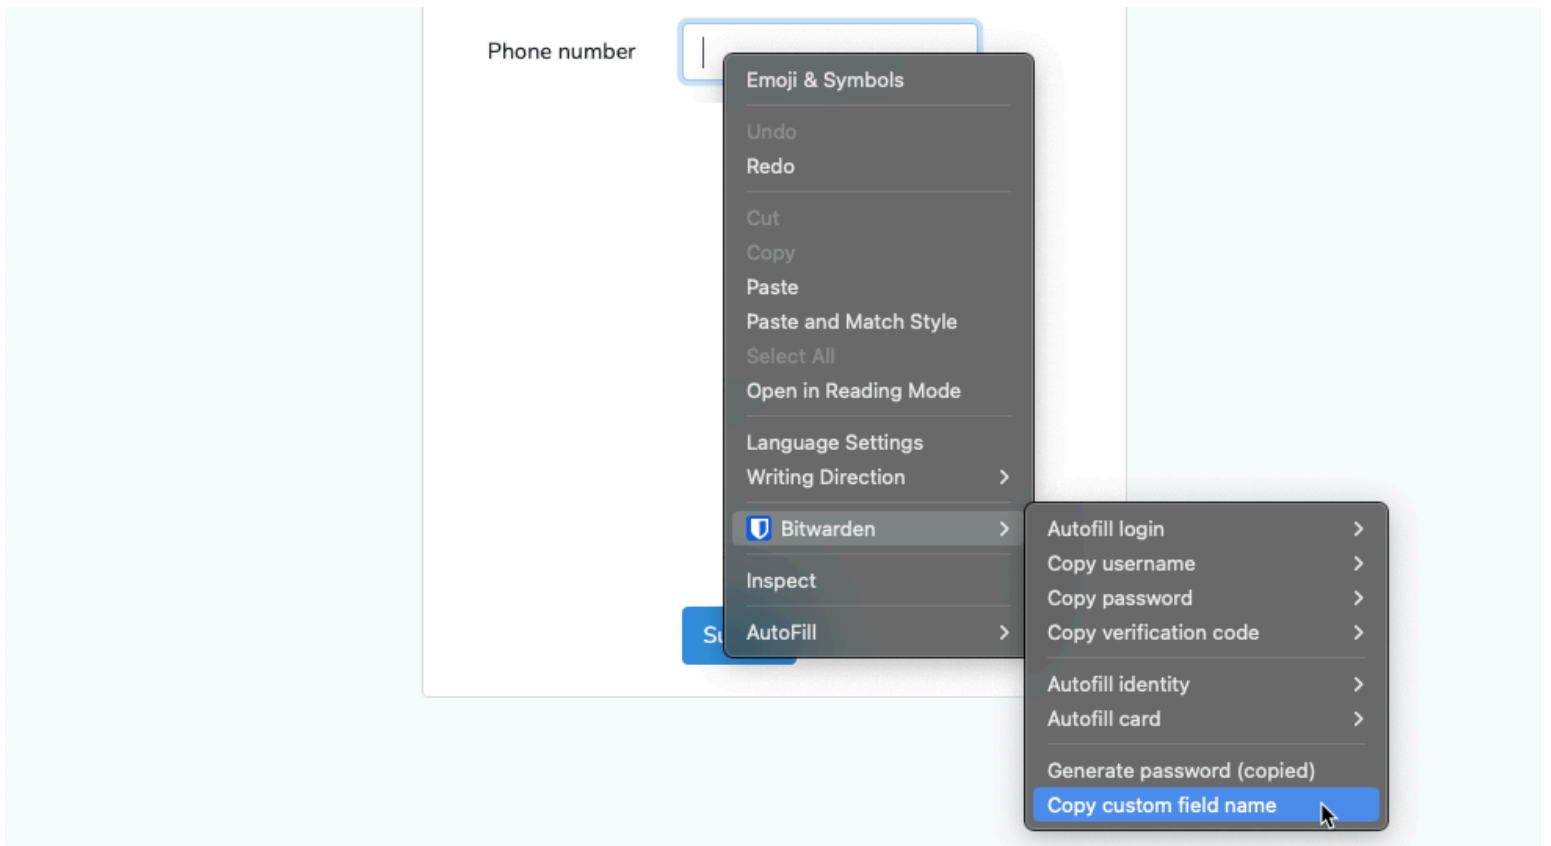 Phone number
Emoji & Symbols
Undo
Redo
Cut
Copy
Paste
Paste and Match Style
Select All
Open in Reading Mode
Language Settings
Writing Direction
Bitwarden
Inspect
AutoFill
Autofill login
Copy username
Copy password
Copy verification code
Autofill identity
Autofill card
Generate password (copied)
Copy custom field name